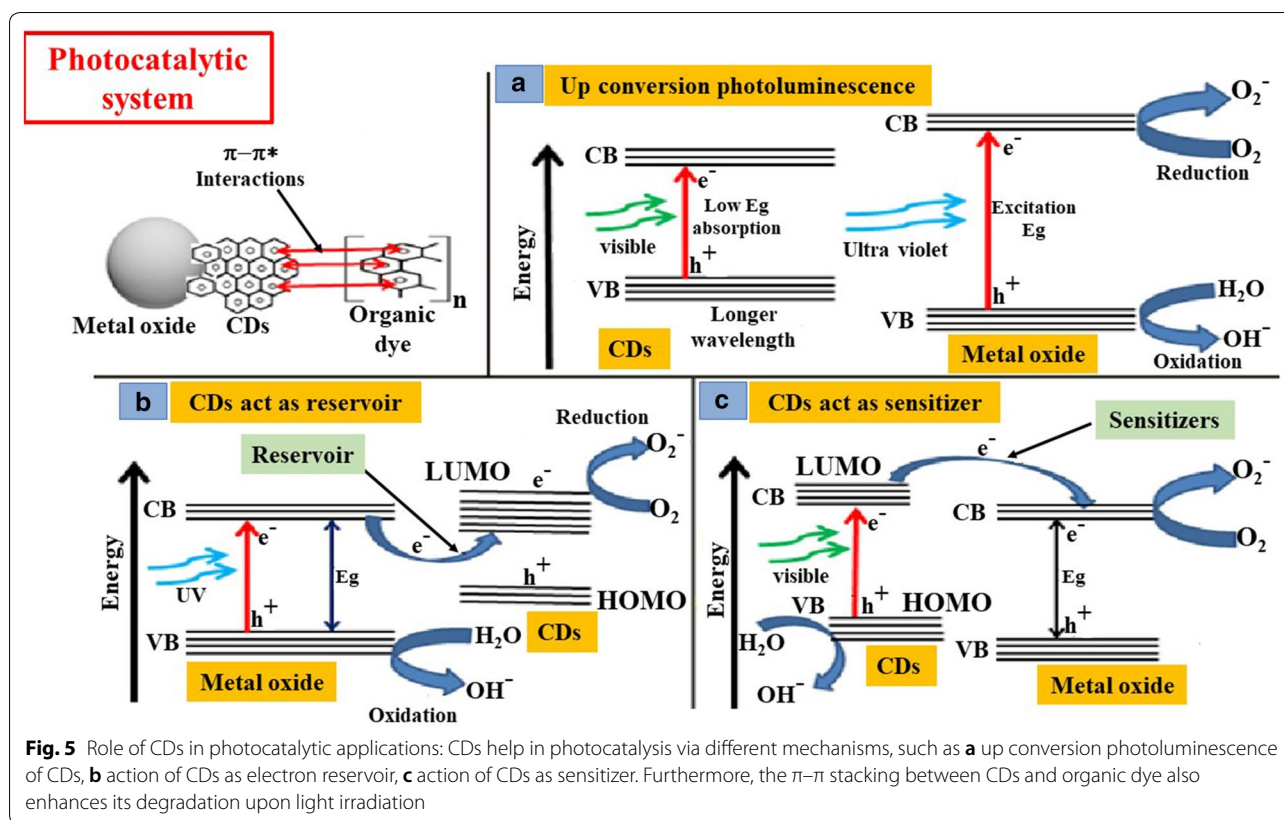 Photocatalytic
system
π–π*
Interactions
Metal oxide
CDs
Organic
dye
n
a
Up conversion photoluminescence
Energy
CB
e-
visible
Low Eg
absorption
h+
VB
Longer
wavelength
CDs
CB
e-
Ultra violet
Excitation
Eg
h+
VB
Metal oxide
O2-
O2
Reduction
H2O
OH-
Oxidation
b
CDs act as reservoir
Energy
Reservoir
CB
e-
UV
Eg
h+
VB
Metal oxide
e-
LUMO
e-
h+
HOMO
CDs
Reduction
O2-
O2
H2O
OH-
Oxidation
c
CDs act as sensitizer
Energy
Sensitizers
LUMO
CB
e-
visible
VB
h+
HOMO
H2O
OH-
CDs
e-
CB
e-
Eg
h+
VB
Metal oxide
O2-
O2
Fig. 5 Role of CDs in photocatalytic applications: CDs help in photocatalysis via different mechanisms, such as a up conversion photoluminescence
of CDs, b action of CDs as electron reservoir, c action of CDs as sensitizer. Furthermore, the π–π stacking between CDs and organic dye also
enhances its degradation upon light irradiation